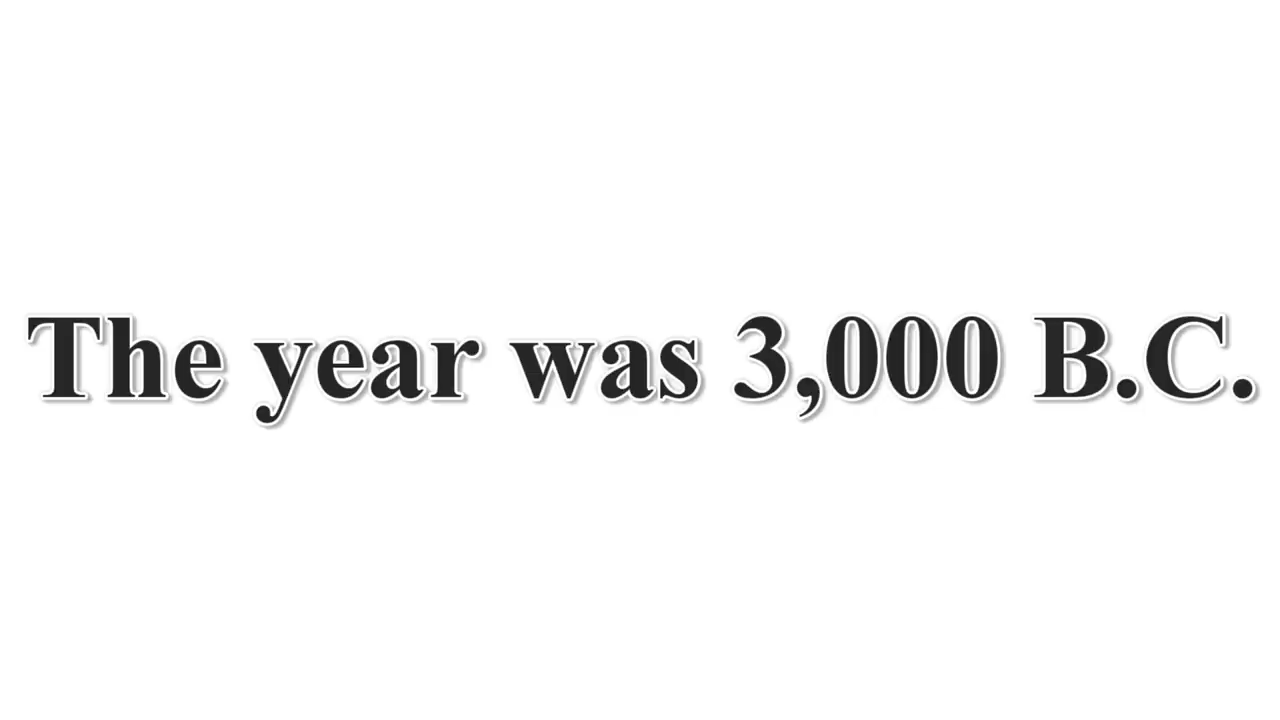 The year was 3,000 B.C.